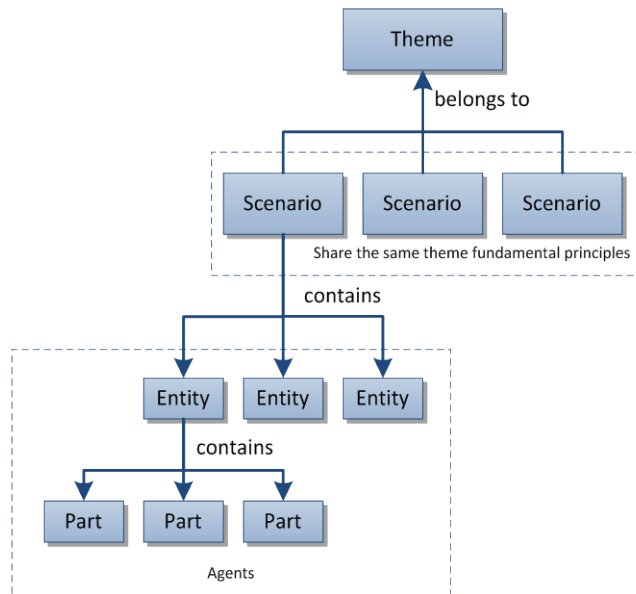 Theme
belongs to
Scenario Scenario Scenario
Share the same theme fundamental principles
contains
Entity Entity Entity
contains
Part Part Part
Agents